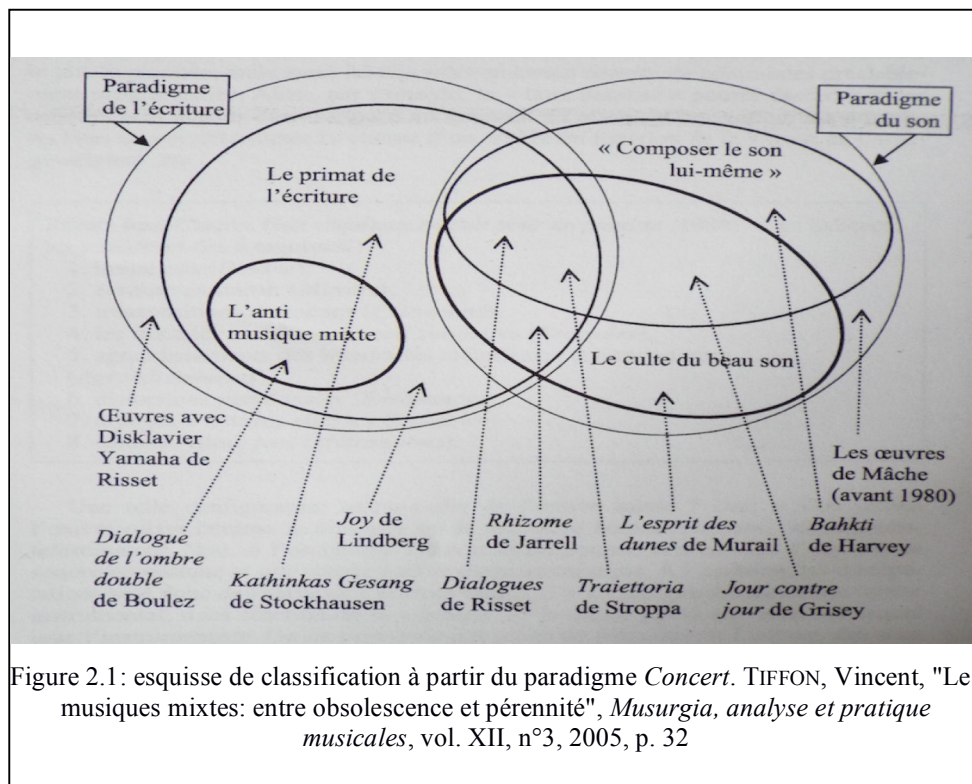 Paradigme
de l'écriture
Paradigme
du son
« Composer le son
lui-même »
Le primat de
l'écriture
L'anti
musique mixte
Le culte du beau son
Œuvres avec
Disklavier
Yamaha de
Risset
Les œuvres
de Mâche
(avant 1980)
Dialogue
de l'ombre
double
de Boulez
Kathinkas Gesang
de Stockhausen
Joy de
Lindberg
Dialogues
de Risset
Rhizome
de Jarrell
Traiettoria
de Stroppa
L'esprit des
dunes de Murail
Jour contre
jour de Grisey
Bahkti
de Harvey
Figure 2.1: esquisse de classification à partir du paradigme Concert. TIFFON, Vincent, "Le
musiques mixtes: entre obsolescence et pérennité", Musurgia, analyse et pratique
musicales, vol. XII, n°3, 2005, p. 32